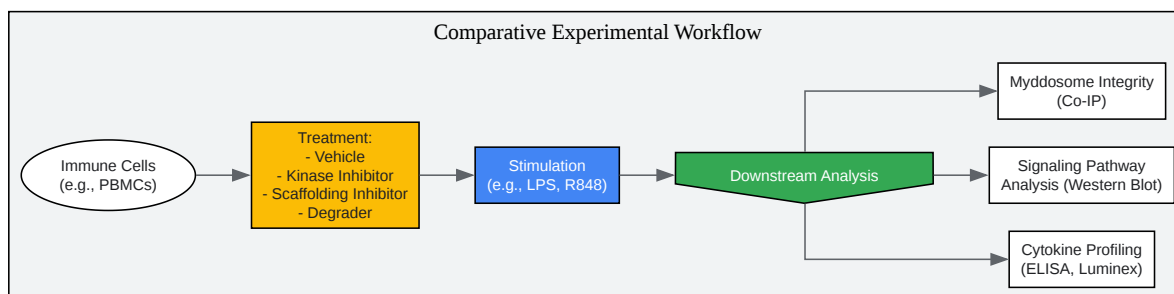 Comparative Experimental Workflow
Immune Cells
(e.g., PBMCs)
Treatment:
- Vehicle
- Kinase Inhibitor
- Scaffolding Inhibitor
- Degrader
Stimulation
(e.g., LPS, R848)
Downstream Analysis
Myddosome Integrity
(Co-IP)
Signaling Pathway
Analysis (Western Blot)
Cytokine Profiling
(ELISA, Luminex)